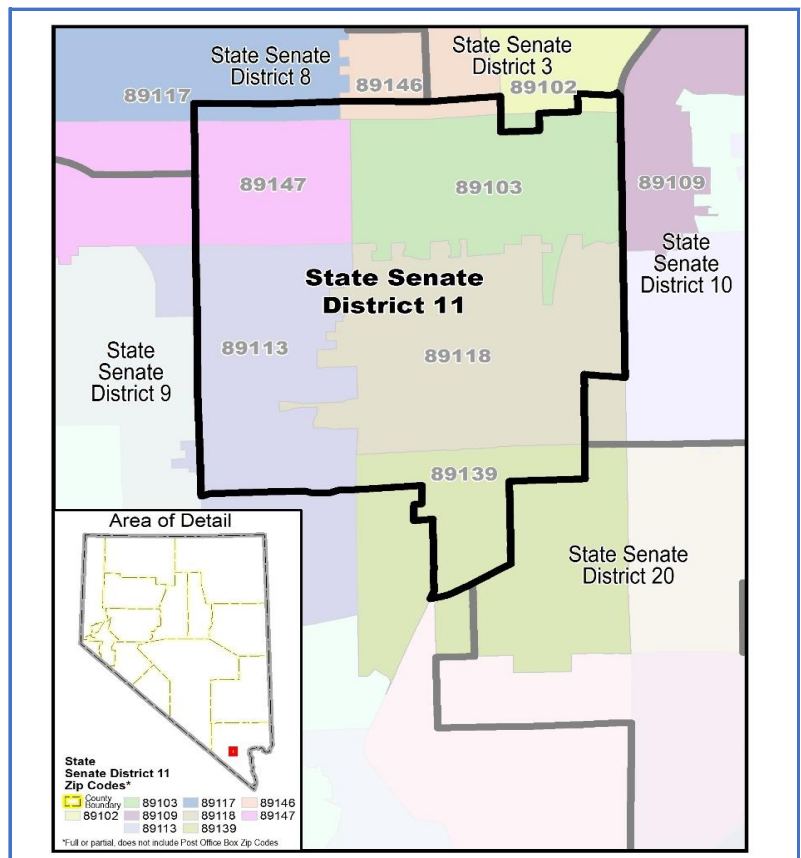 State Senate
District 8
State Senate
District 3
89117
89146
89102
89147
89103
89109
State
Senate
District 10
State Senate
District 11
89113
89118
State
Senate
District 9
89139
State Senate
District 20
Area of Detail
State
Senate District 11
Zip Codes*
County
Boundary
89103
89117
89146
89102
89109
89118
89147
89113
89139
*Full or partial, does not include Post Office Box Zip Codes